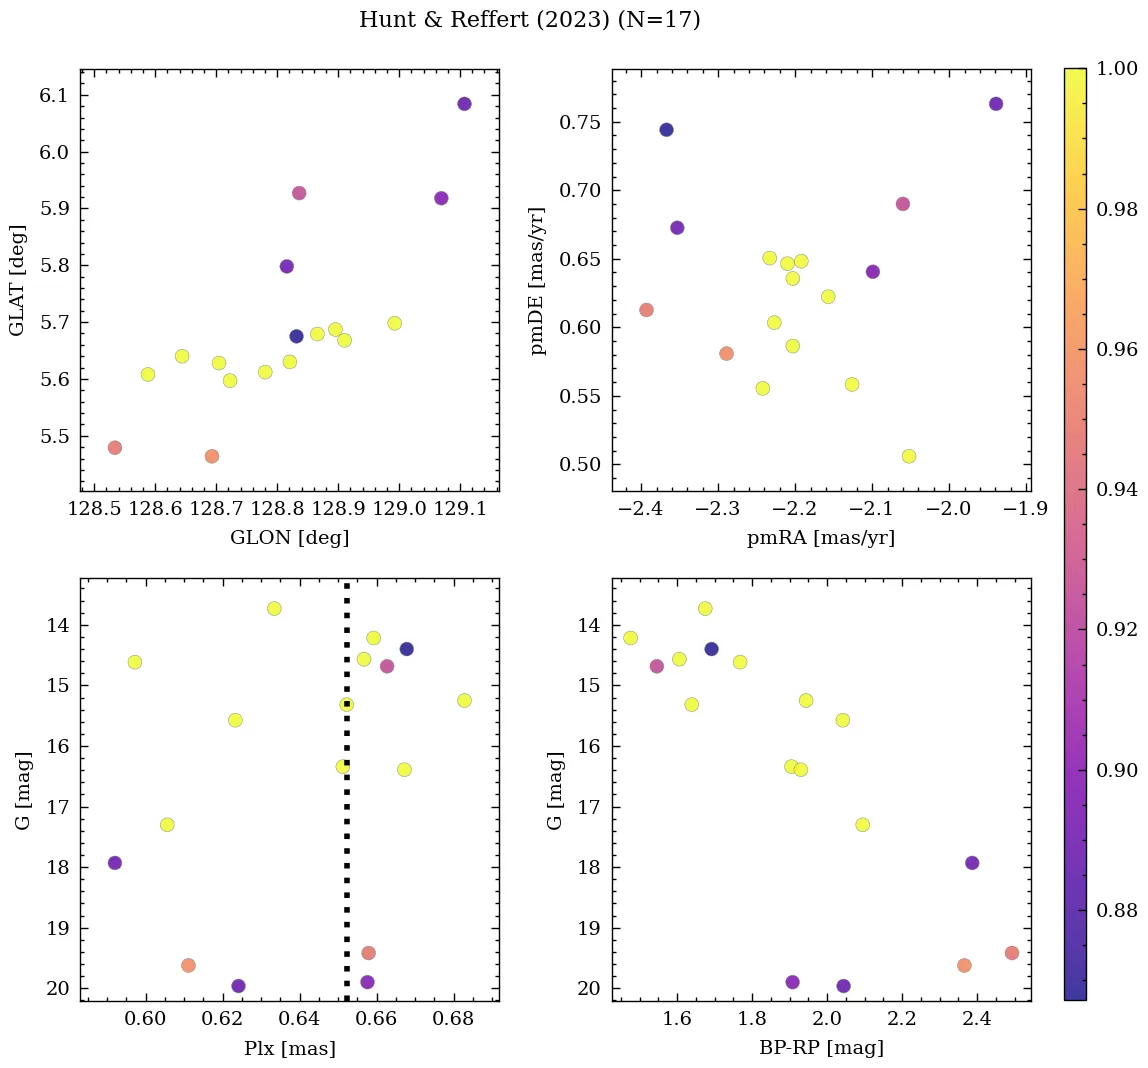 Hunt & Reffert (2023) (N=17)
6.1
6.0
5.9
5.8
5.7
5.6
5.5
GLAT [deg]
128.5 128.6 128.7 128.8 128.9 129.0 129.1
GLON [deg]
0.75
0.70
0.65
0.60
0.55
0.50
pmDE [mas/yr]
−2.4 −2.3 −2.2 −2.1 −2.0 −1.9
pmRA [mas/yr]
14
15
16
17
18
19
20
G [mag]
0.60 0.62 0.64 0.66 0.68
Plx [mas]
14
15
16
17
18
19
20
G [mag]
1.6 1.8 2.0 2.2 2.4
BP-RP [mag]
1.00
0.98
0.96
0.94
0.92
0.90
0.88